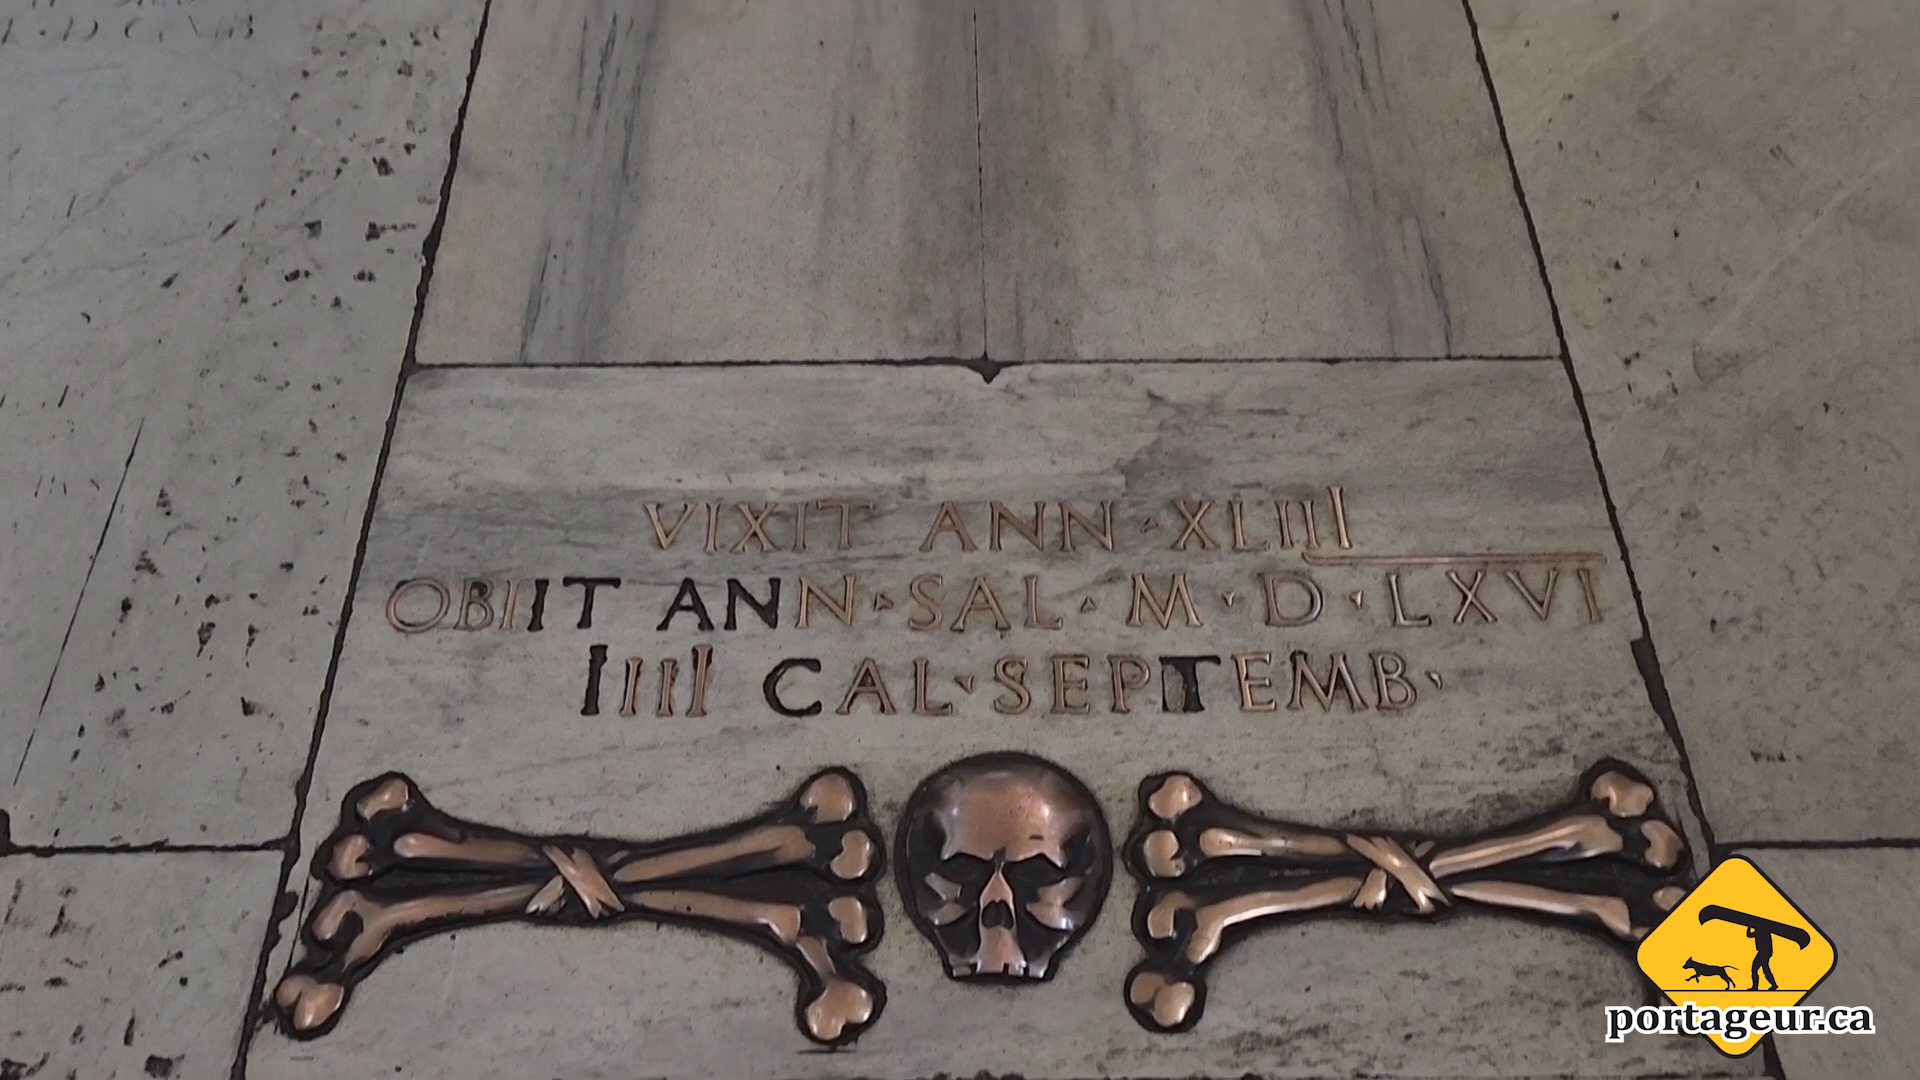 VIXIT ANN · XLIIII
OBIIT ANN · SAL · M · D · LXVI
IIII CAL · SEPTEMB ·
portageur.ca